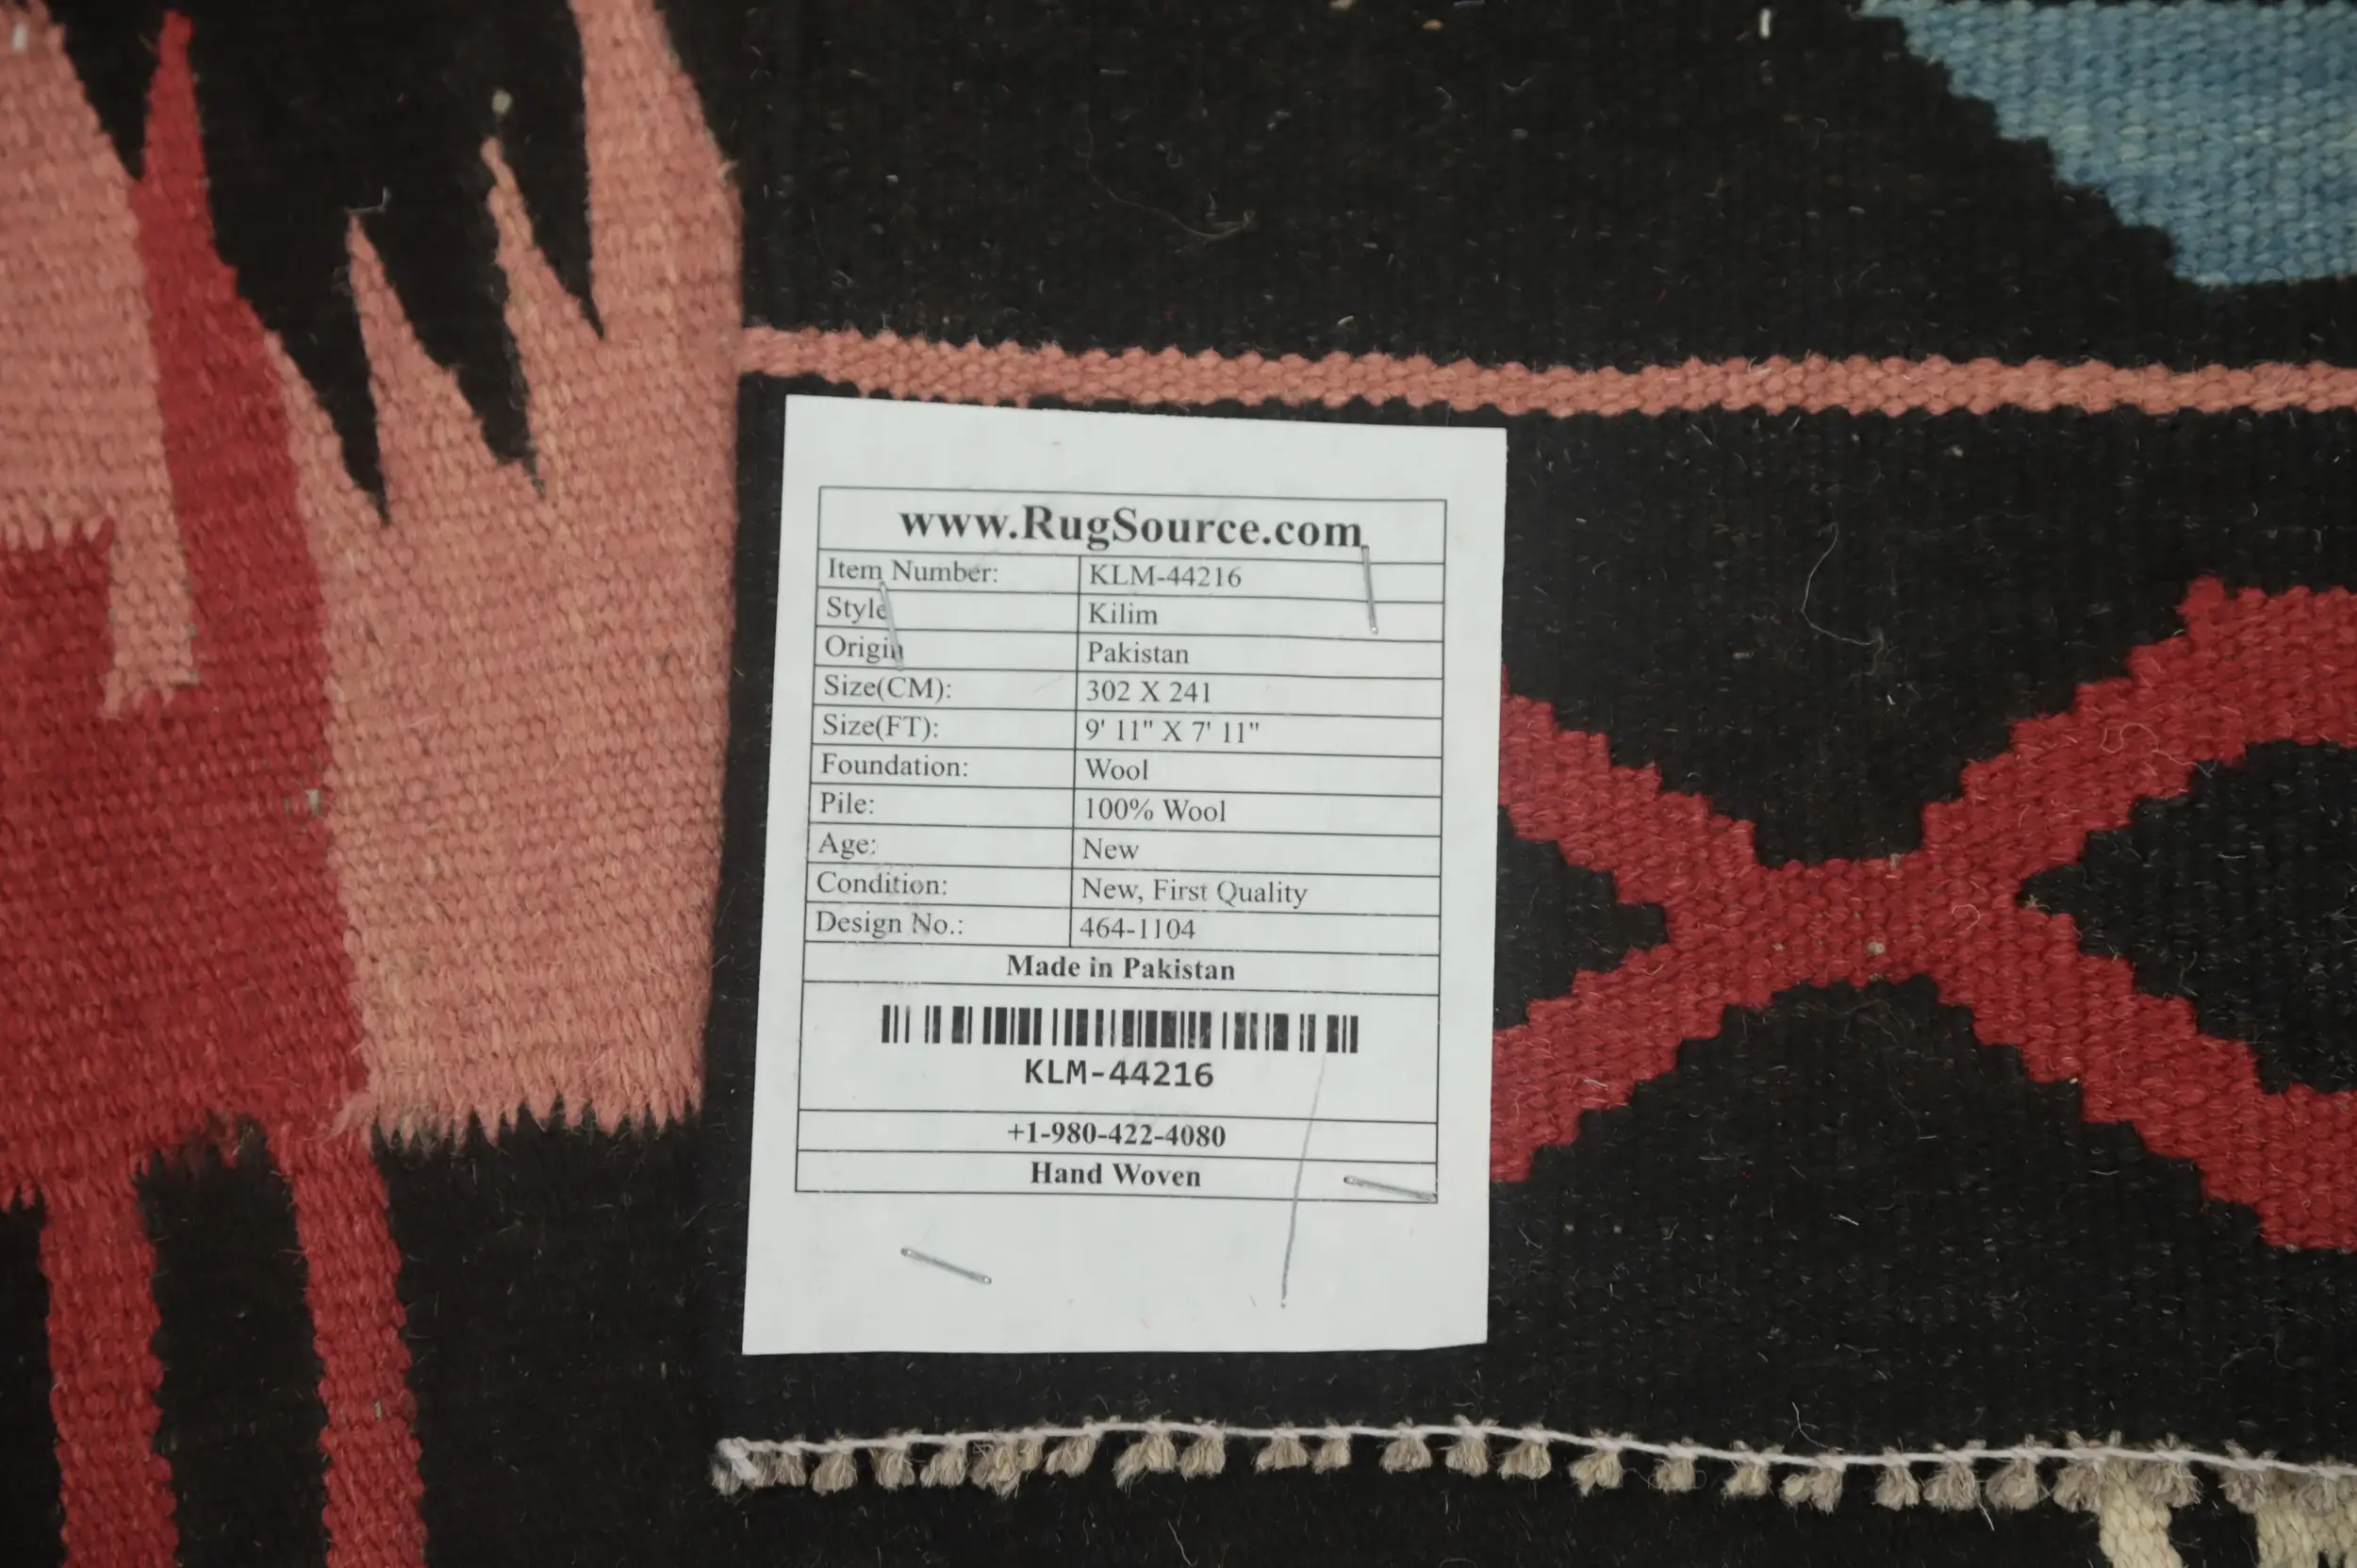 www.RugSource.com
Item Number: KLM-44216
Style Kilim
Origin Pakistan
Size(CM): 302 X 241
Size(FT): 9' 11" X 7' 11"
Foundation: Wool
Pile: 100% Wool
Age: New
Condition: New, First Quality
Design No.: 464-1104
Made in Pakistan
KLM-44216
+1-980-422-4080
Hand Woven